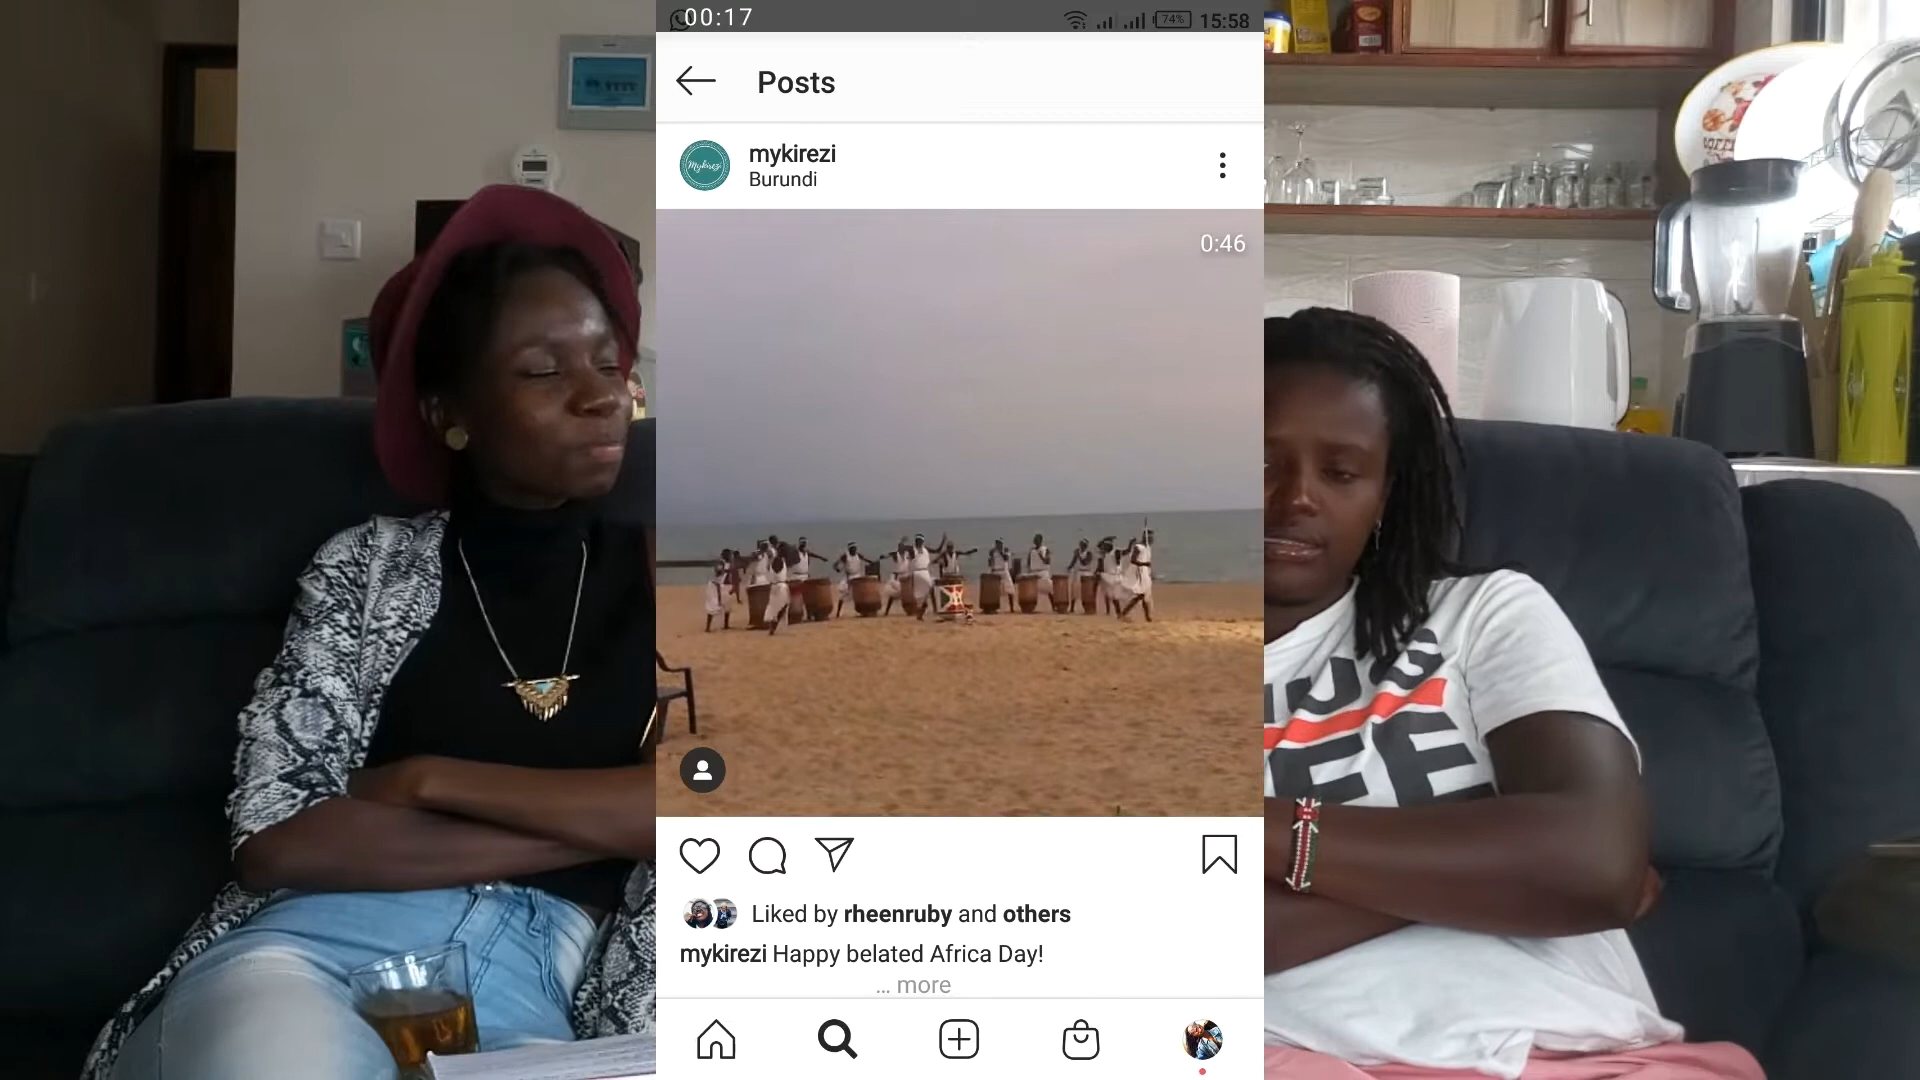 00:17
74%
15:58
Posts
mykirezi
Burundi
Mykirezi
0:46
Liked by rheenruby and others
mykirezi Happy belated Africa Day!
... more